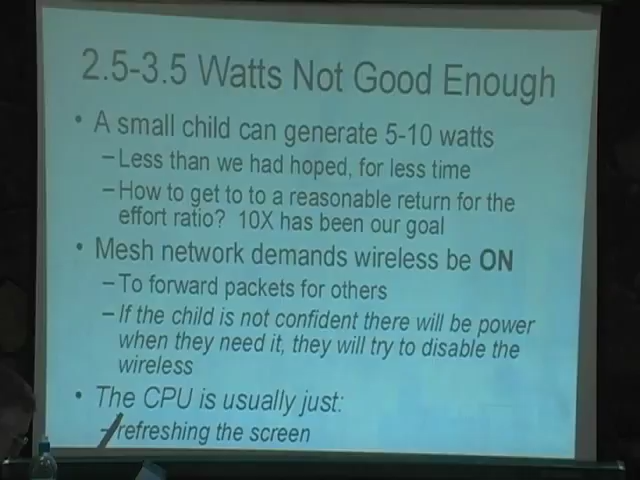 2.5-3.5 Watts Not Good Enough
• A small child can generate 5-10 watts
– Less than we had hoped, for less time
– How to get to to a reasonable return for the
effort ratio? 10X has been our goal
• Mesh network demands wireless be ON
– To forward packets for others
– If the child is not confident there will be power
when they need it, they will try to disable the
wireless
• The CPU is usually just:
– refreshing the screen